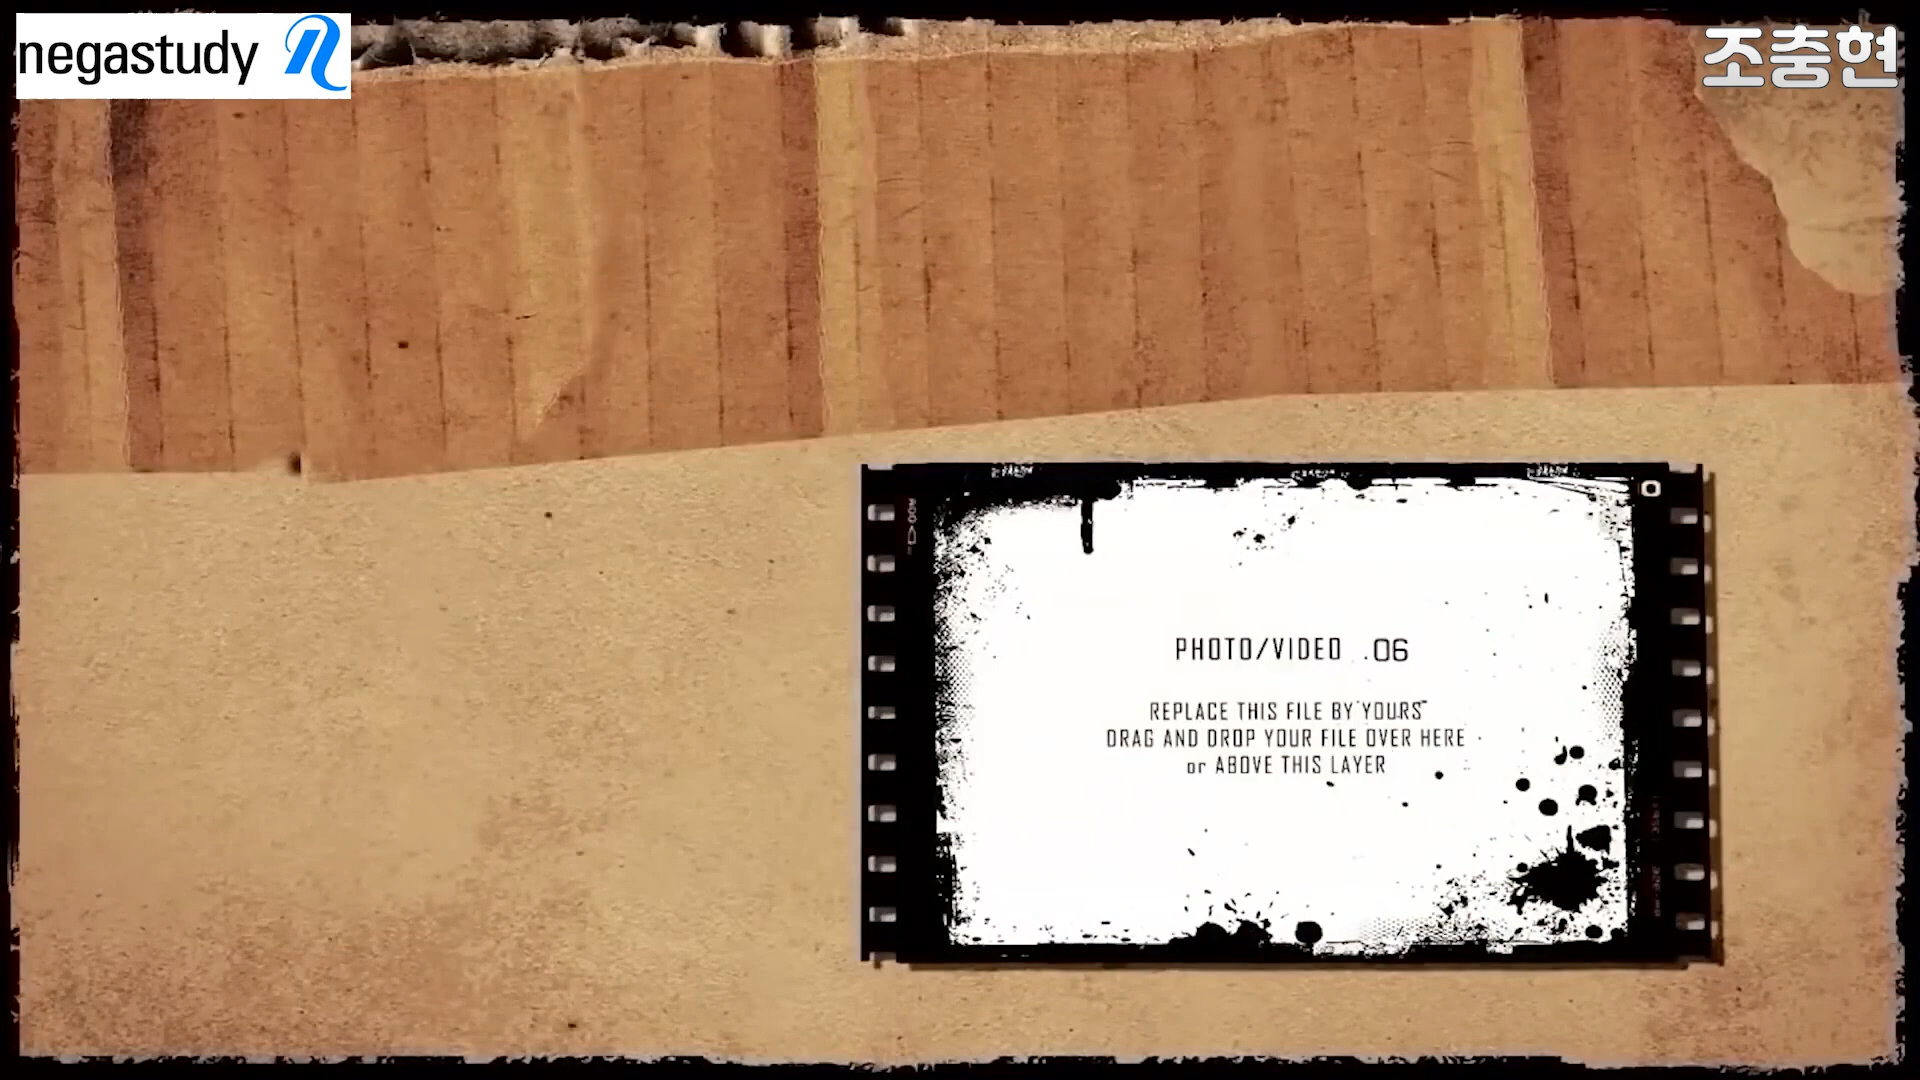 negastudy
조충현
PHOTO/VIDEO .06
REPLACE THIS FILE BY "YOURS"
DRAG AND DROP YOUR FILE OVER HERE
or ABOVE THIS LAYER